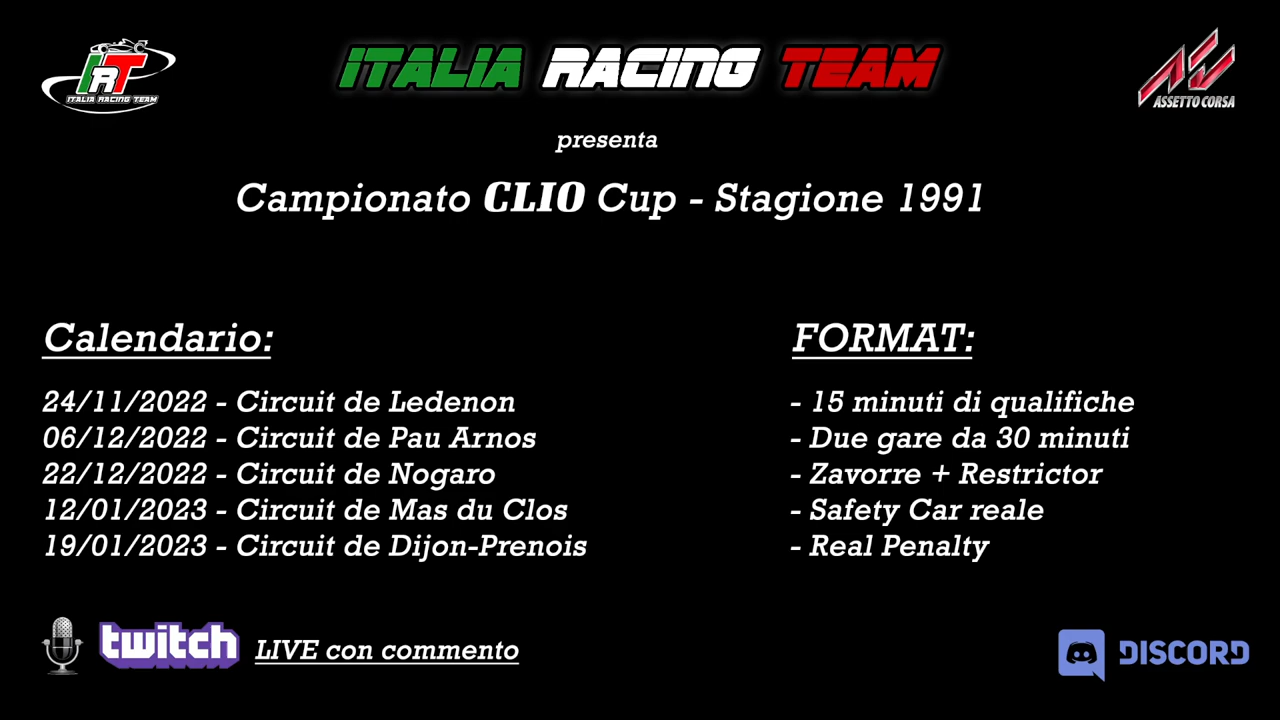 IRT
ITALIA RACING TEAM
ITALIA RACING TEAM
ASSETTO CORSA
presenta
Campionato CLIO Cup - Stagione 1991
Calendario:
24/11/2022 - Circuit de Ledenon
06/12/2022 - Circuit de Pau Arnos
22/12/2022 - Circuit de Nogaro
12/01/2023 - Circuit de Mas du Clos
19/01/2023 - Circuit de Dijon-Prenois
FORMAT:
- 15 minuti di qualifiche
- Due gare da 30 minuti
- Zavorre + Restrictor
- Safety Car reale
- Real Penalty
twitch
LIVE con commento
DISCORD